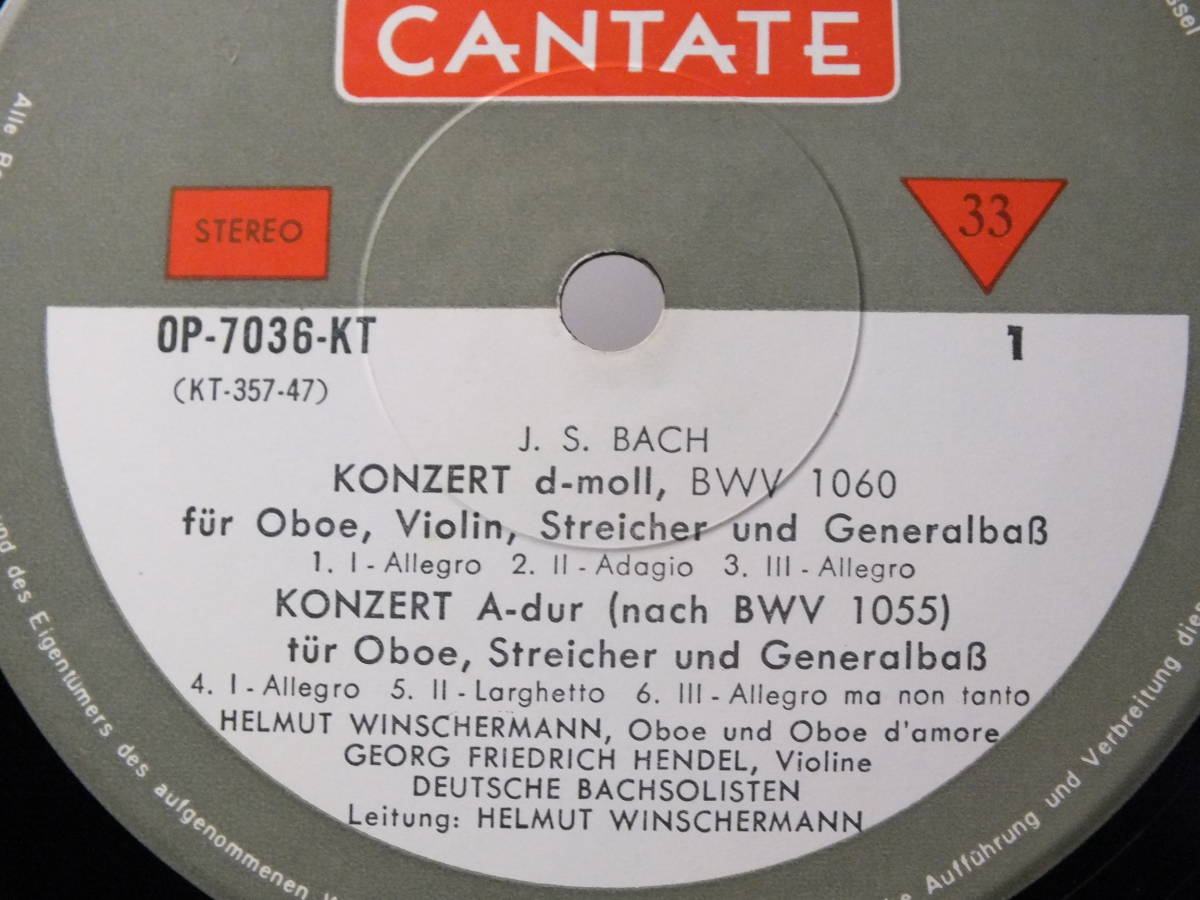 CANTATE
STEREO
33
OP-7036-KT
1
(KT-357-47)
J. S. BACH
KONZERT d-moll, BWV 1060
für Oboe, Violin, Streicher und Generalbaß
1. I - Allegro 2. II - Adagio 3. III - Allegro
KONZERT A-dur (nach BWV 1055)
tür Oboe, Streicher und Generalbaß
4. I - Allegro 5. II - Larghetto 6. III - Allegro ma non tanto
HELMUT WINSCHERMANN, Oboe und Oboe d'amore
GEORG FRIEDRICH HENDEL, Violine
DEUTSCHE BACHSOLISTEN
Leitung: HELMUT WINSCHERMANN
Alle
und des Eigentümers des aufgenommenen
Aufführung und Verbreitung